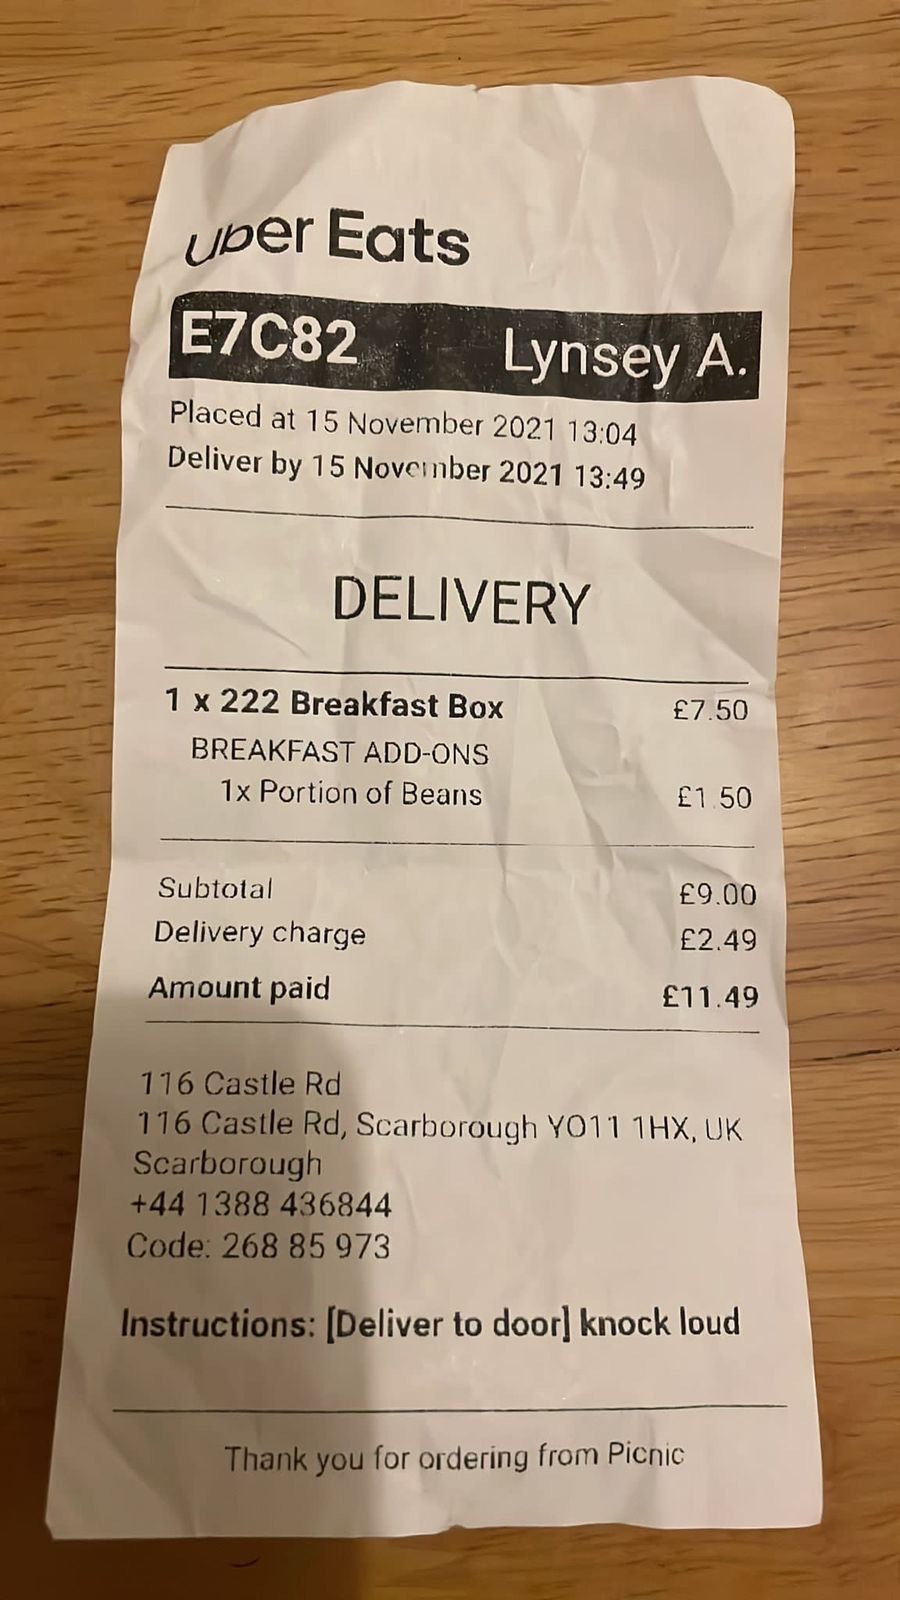 Uber Eats
E7C82 Lynsey A.
Placed at 15 November 2021 13:04
Deliver by 15 November 2021 13:49
DELIVERY
1 x 222 Breakfast Box £7.50
BREAKFAST ADD-ONS
1x Portion of Beans £1.50
Subtotal £9.00
Delivery charge £2.49
Amount paid £11.49
116 Castle Rd
116 Castle Rd, Scarborough YO11 1HX, UK
Scarborough
+44 1388 436844
Code: 268 85 973
Instructions: [Deliver to door] knock loud
Thank you for ordering from Picnic